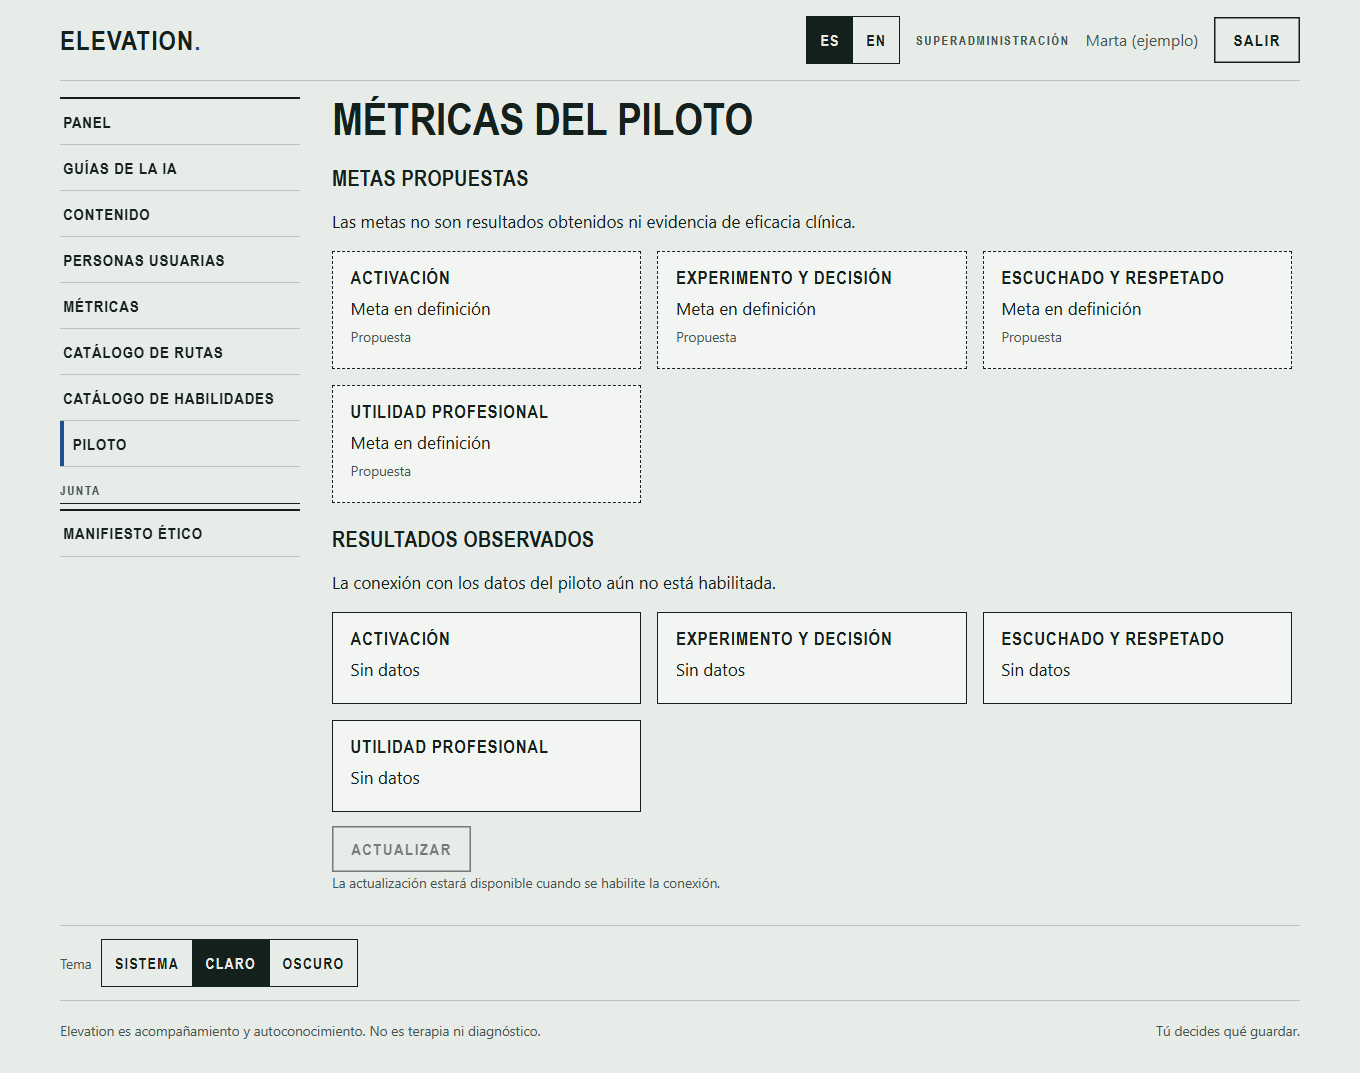 ELEVATION.
ES EN SUPERADMINISTRACIÓN Marta (ejemplo) SALIR
PANEL
GUÍAS DE LA IA
CONTENIDO
PERSONAS USUARIAS
MÉTRICAS
CATÁLOGO DE RUTAS
CATÁLOGO DE HABILIDADES
PILOTO
JUNTA
MANIFIESTO ÉTICO
MÉTRICAS DEL PILOTO
METAS PROPUESTAS
Las metas no son resultados obtenidos ni evidencia de eficacia clínica.
ACTIVACIÓN
Meta en definición
Propuesta
EXPERIMENTO Y DECISIÓN
Meta en definición
Propuesta
ESCUCHADO Y RESPETADO
Meta en definición
Propuesta
UTILIDAD PROFESIONAL
Meta en definición
Propuesta
RESULTADOS OBSERVADOS
La conexión con los datos del piloto aún no está habilitada.
ACTIVACIÓN
Sin datos
EXPERIMENTO Y DECISIÓN
Sin datos
ESCUCHADO Y RESPETADO
Sin datos
UTILIDAD PROFESIONAL
Sin datos
ACTUALIZAR
La actualización estará disponible cuando se habilite la conexión.
Tema SISTEMA CLARO OSCURO
Elevation es acompañamiento y autoconocimiento. No es terapia ni diagnóstico.
Tú decides qué guardar.